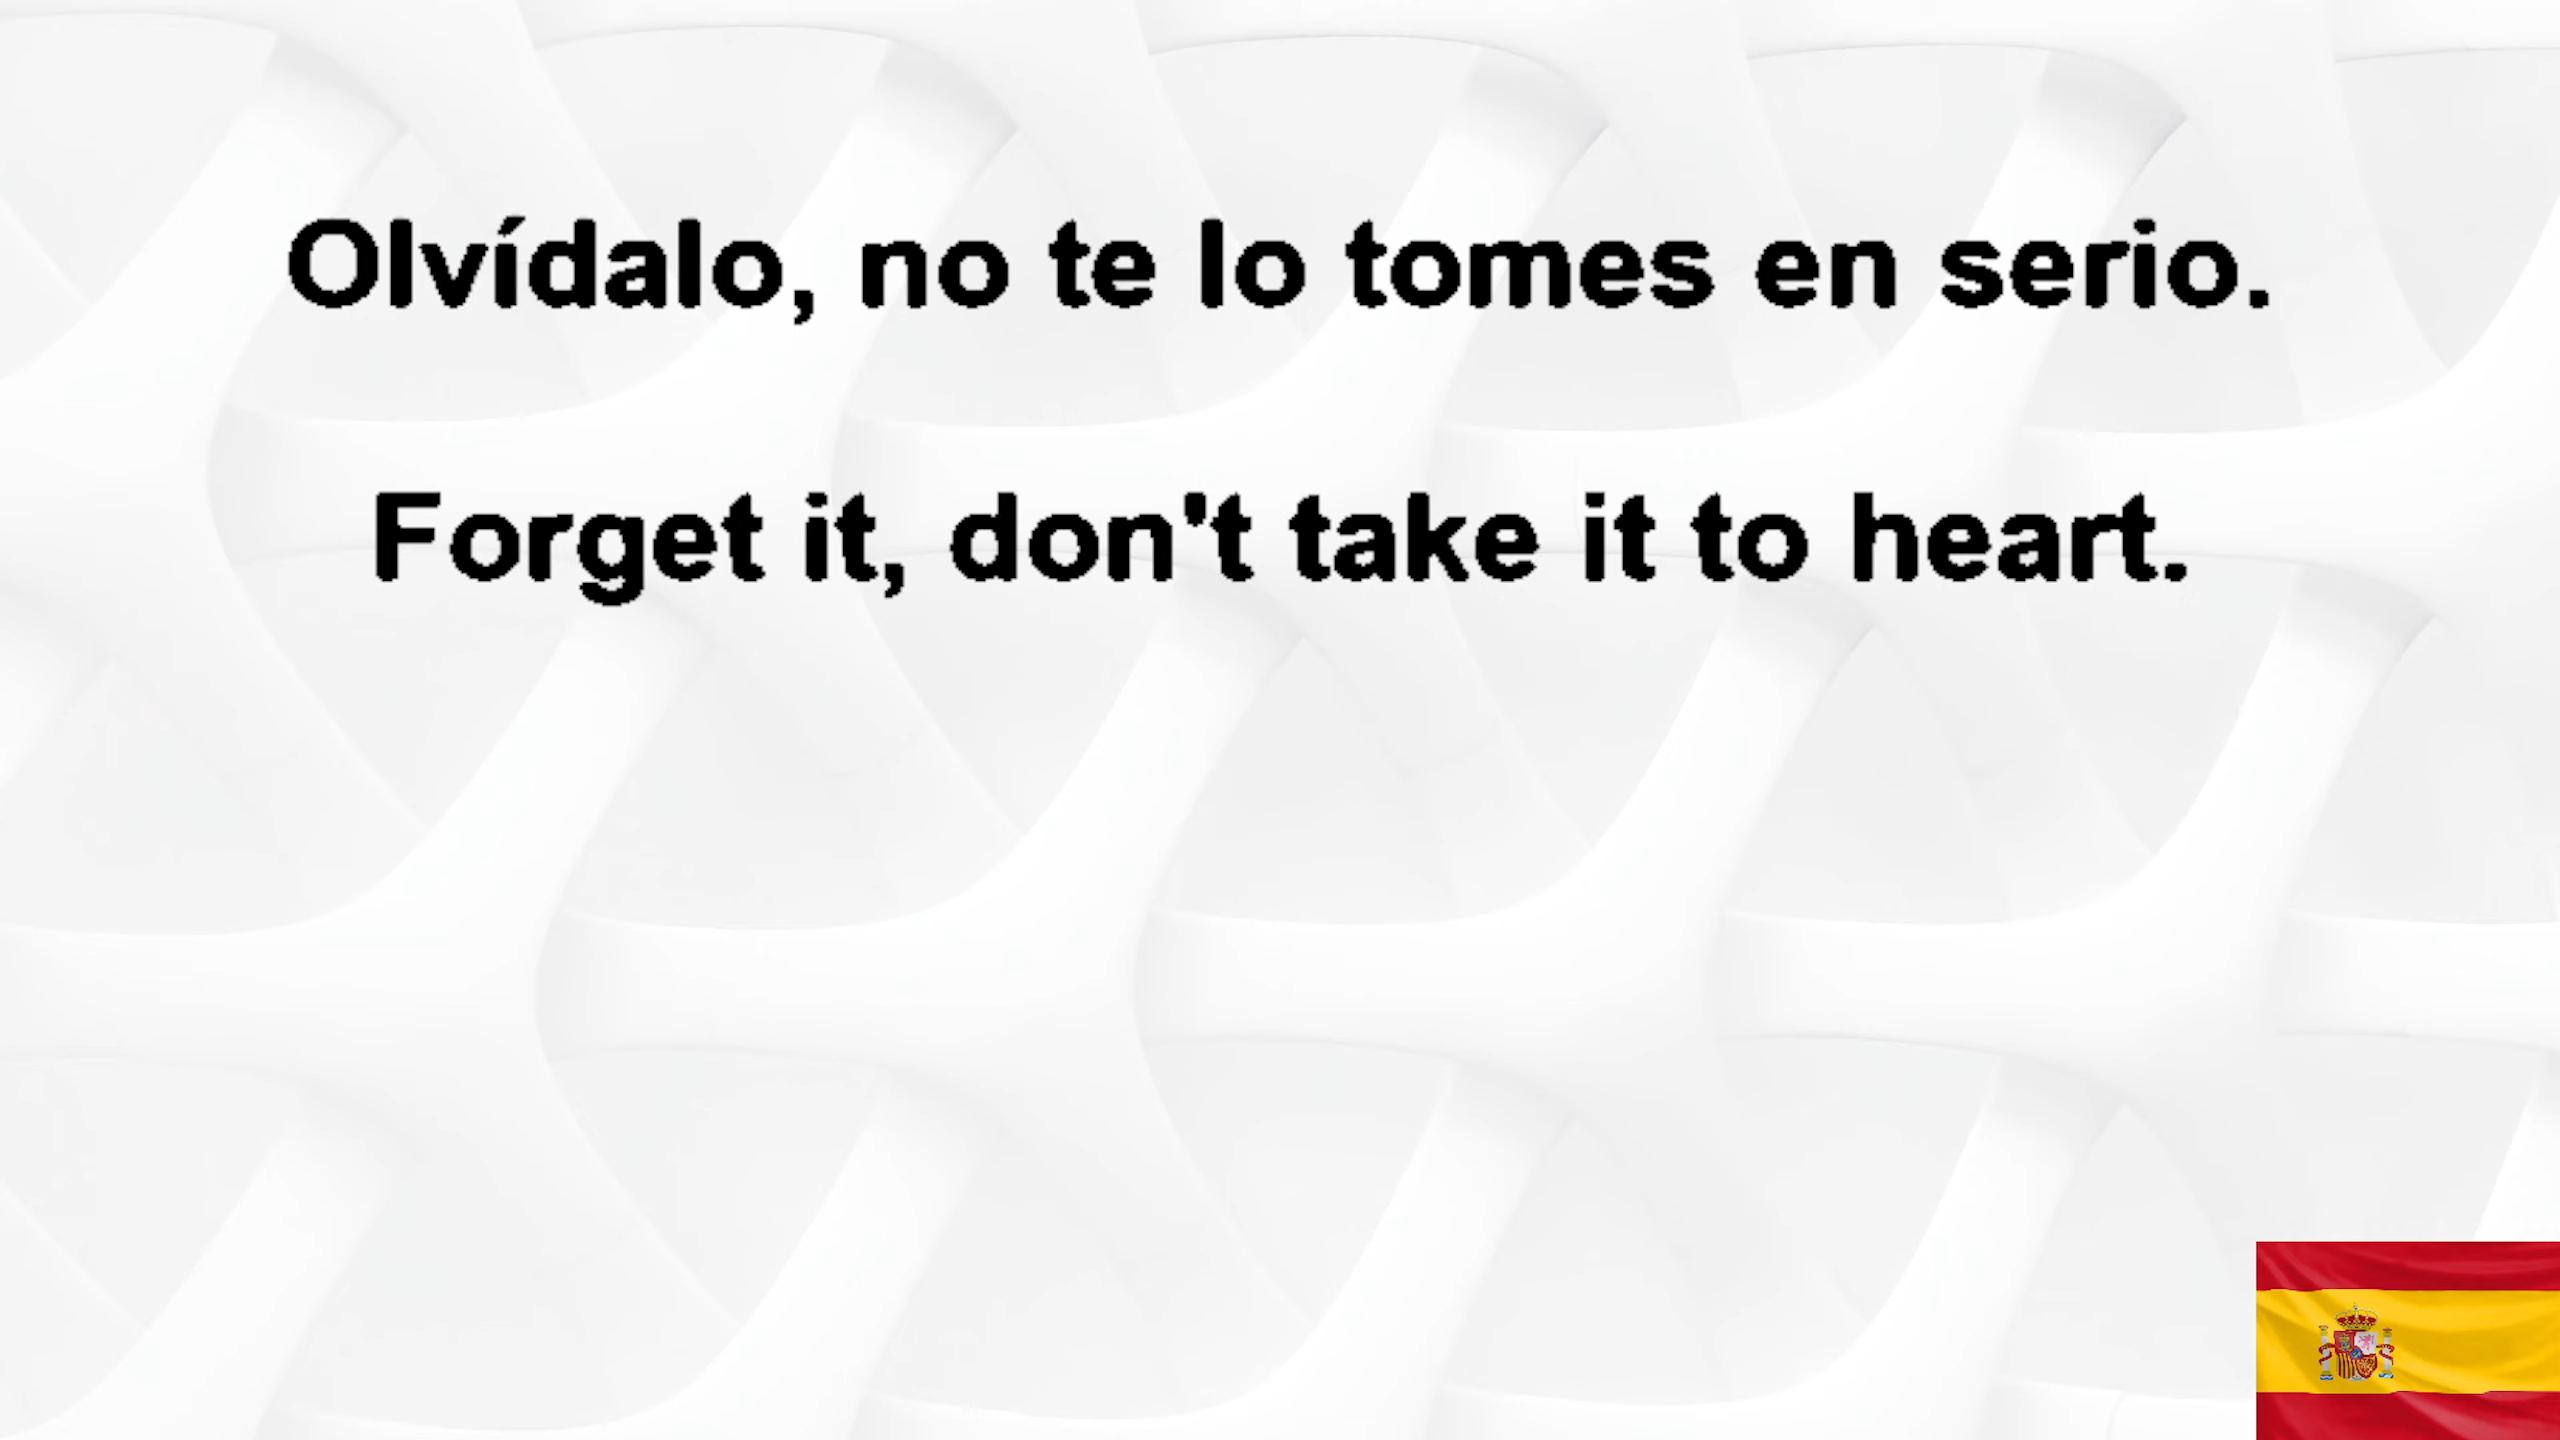 Olvídalo, no te lo tomes en serio.
Forget it, don't take it to heart.